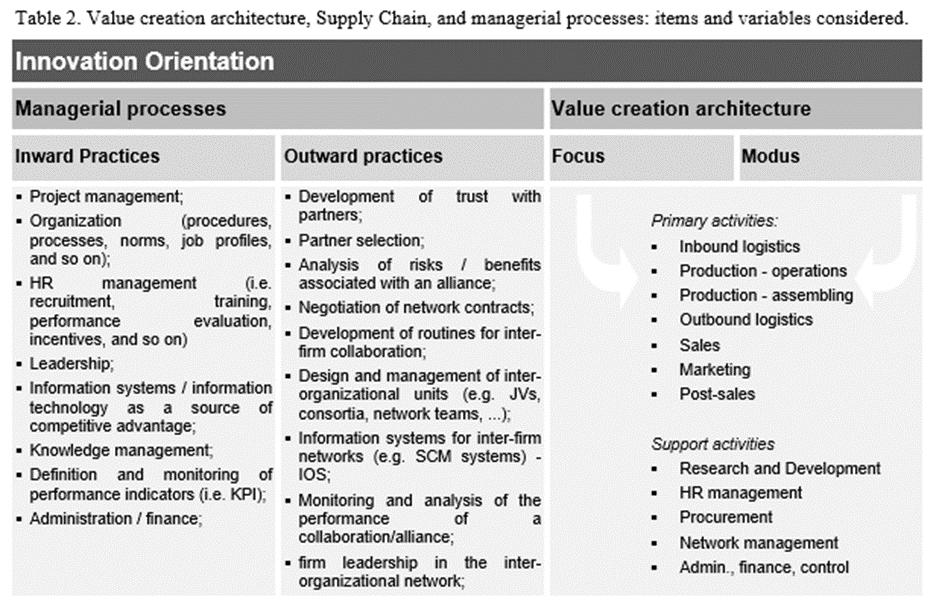 Table 2. Value creation architecture, Supply Chain, and managerial processes: items and variables considered.
Innovation Orientation
Managerial processes
Value creation architecture
Inward Practices
Outward practices
Focus
Modus
▪ Project management;
▪ Organization (procedures,
processes, norms, job profiles,
and so on);
▪ HR management (i.e.
recruitment, training,
performance evaluation,
incentives, and so on)
▪ Leadership;
▪ Information systems / information
technology as a source of
competitive advantage;
▪ Knowledge management;
▪ Definition and monitoring of
performance indicators (i.e. KPI);
▪ Administration / finance;
▪ Development of trust with
partners;
▪ Partner selection;
▪ Analysis of risks / benefits
associated with an alliance;
▪ Negotiation of network contracts;
▪ Development of routines for inter-
firm collaboration;
▪ Design and management of inter-
organizational units (e.g. JVs,
consortia, network teams, ...);
▪ Information systems for inter-firm
networks (e.g. SCM systems) -
IOS;
▪ Monitoring and analysis of the
performance of a
collaboration/alliance;
▪ firm leadership in the inter-
organizational network;
Primary activities:
▪ Inbound logistics
▪ Production - operations
▪ Production - assembling
▪ Outbound logistics
▪ Sales
▪ Marketing
▪ Post-sales
Support activities
▪ Research and Development
▪ HR management
▪ Procurement
▪ Network management
▪ Admin., finance, control